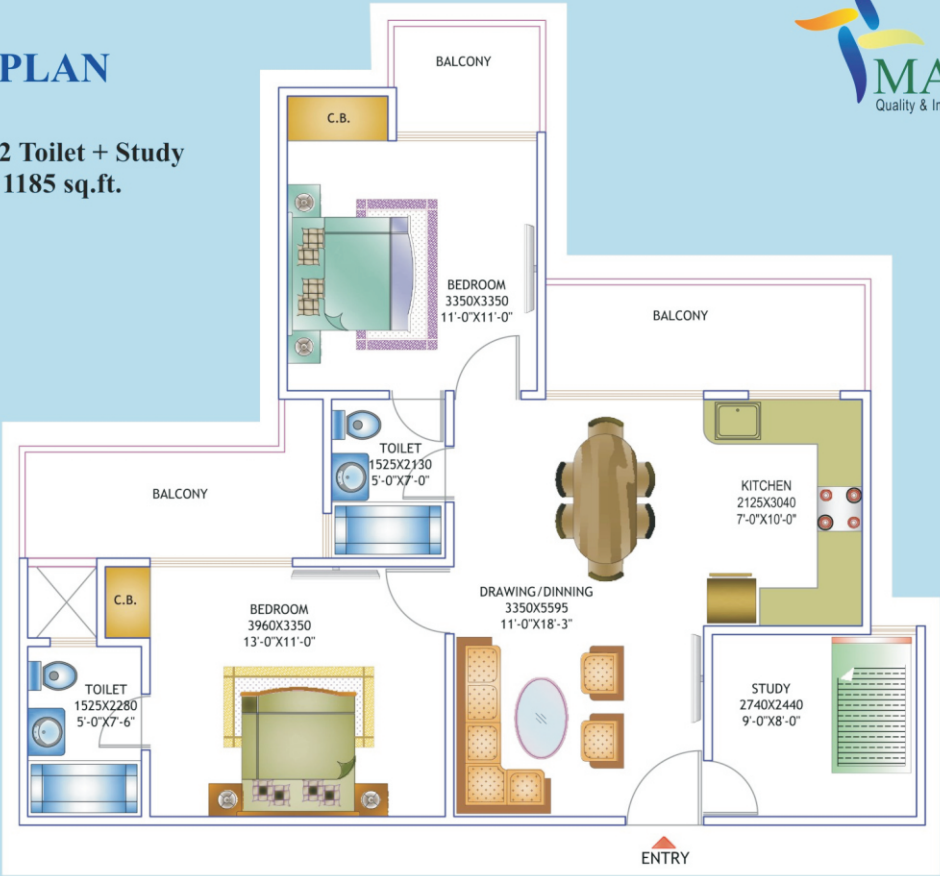 PLAN
2 Toilet + Study
1185 sq.ft.
MA
Quality & In
BALCONY
C.B.
BEDROOM
3350X3350
11'-0"X11'-0"
BALCONY
TOILET
1525X2130
5'-0"X7'-0"
KITCHEN
2125X3040
7'-0"X10'-0"
BALCONY
DRAWING/DINNING
3350X5595
11'-0"X18'-3"
C.B.
BEDROOM
3960X3350
13'-0"X11'-0"
TOILET
1525X2280
5'-0"X7'-6"
STUDY
2740X2440
9'-0"X8'-0"
ENTRY